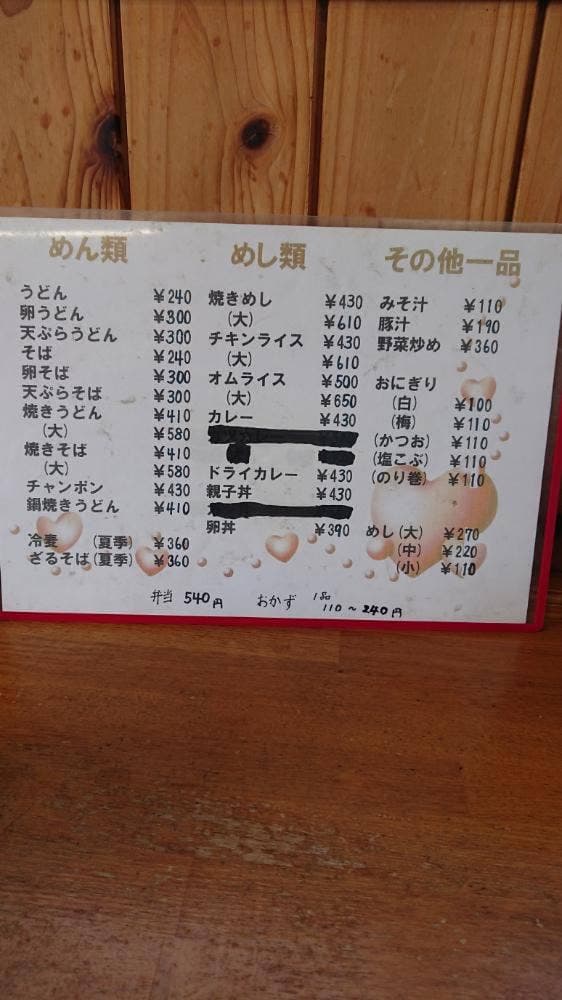 めん類
うどん ¥240
卵うどん ¥300
天ぷらうどん ¥300
そば ¥240
卵そば ¥300
天ぷらそば ¥300
焼きうどん ¥410
(大) ¥580
焼きそば ¥410
(大) ¥580
チャンポン ¥430
鍋焼きうどん ¥410
冷麦 (夏季) ¥360
ざるそば(夏季) ¥360
めし類
焼きめし ¥430
(大) ¥610
チキンライス ¥430
(大) ¥610
オムライス ¥500
(大) ¥650
カレー ¥430
ドライカレー ¥430
親子丼 ¥430
卵丼 ¥390
その他一品
みそ汁 ¥110
豚汁 ¥190
野菜炒め ¥360
おにぎり
(白) ¥100
(梅) ¥110
(かつお) ¥110
(塩こぶ) ¥110
(のり巻) ¥110
めし(大) ¥270
(中) ¥220
(小) ¥110
弁当 540円 おかず 1品 110〜240円